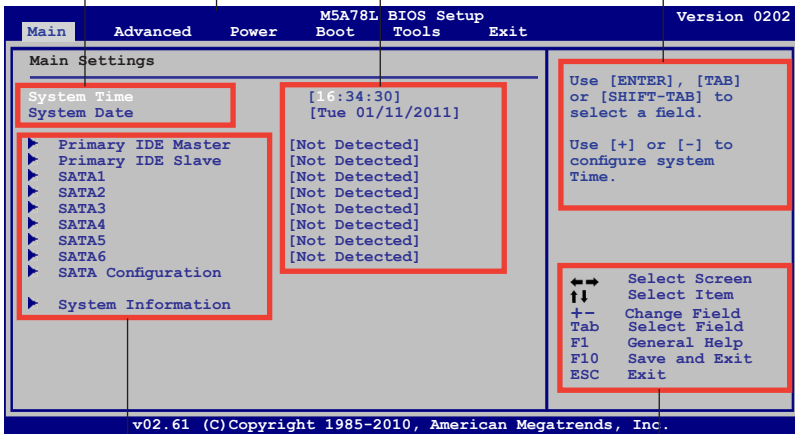 M5A78L BIOS Setup Version 0202
Main Advanced Power Boot Tools Exit
Main Settings
System Time [16:34:30]
System Date [Tue 01/11/2011]
Primary IDE Master [Not Detected]
Primary IDE Slave [Not Detected]
SATA1 [Not Detected]
SATA2 [Not Detected]
SATA3 [Not Detected]
SATA4 [Not Detected]
SATA5 [Not Detected]
SATA6 [Not Detected]
SATA Configuration
System Information
Use [ENTER], [TAB]
or [SHIFT-TAB] to
select a field.
Use [+] or [-] to
configure system
Time.
←→ Select Screen
↑↓ Select Item
+- Change Field
Tab Select Field
F1 General Help
F10 Save and Exit
ESC Exit
v02.61 (C)Copyright 1985-2010, American Megatrends, Inc.